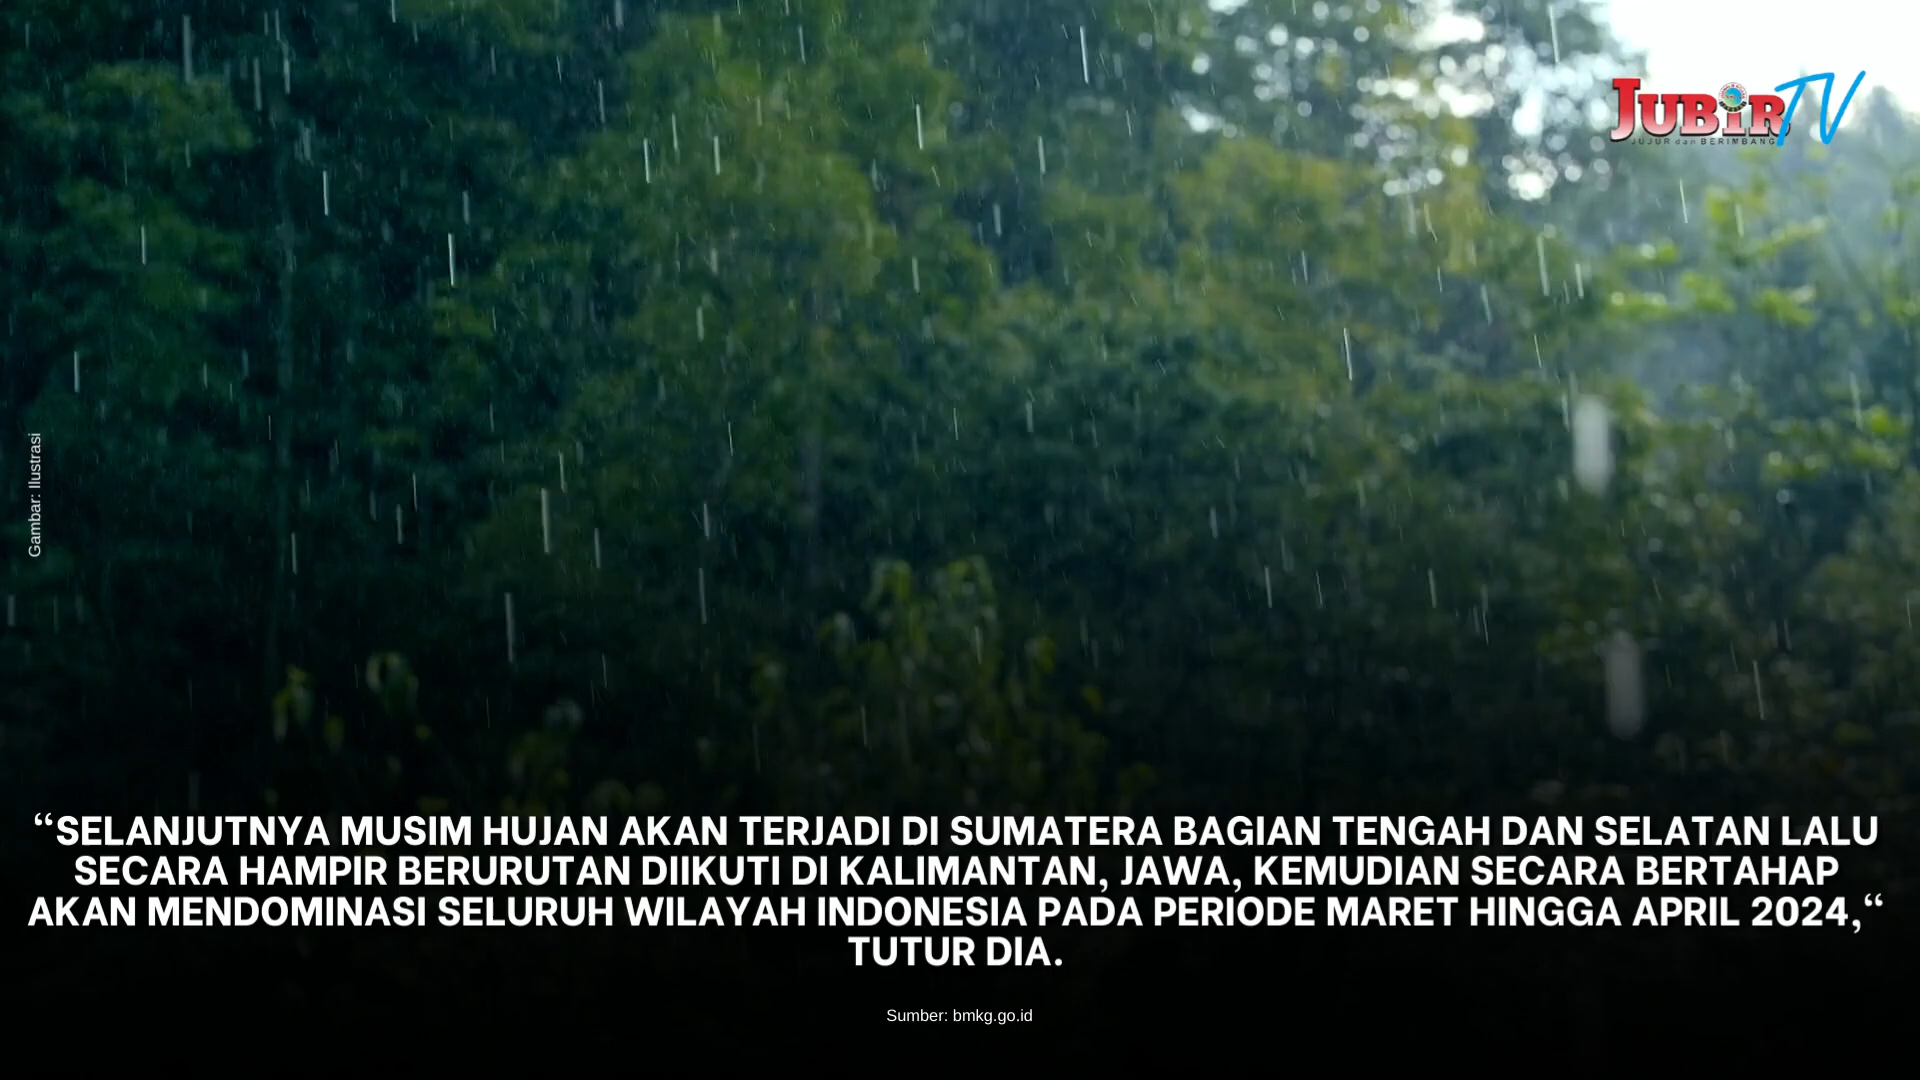 JUBIR TV
JUJUR dan BERIMBANG
Gambar: Ilustrasi
“SELANJUTNYA MUSIM HUJAN AKAN TERJADI DI SUMATERA BAGIAN TENGAH DAN SELATAN LALU
SECARA HAMPIR BERURUTAN DIIKUTI DI KALIMANTAN, JAWA, KEMUDIAN SECARA BERTAHAP
AKAN MENDOMINASI SELURUH WILAYAH INDONESIA PADA PERIODE MARET HINGGA APRIL 2024,“
TUTUR DIA.
Sumber: bmkg.go.id